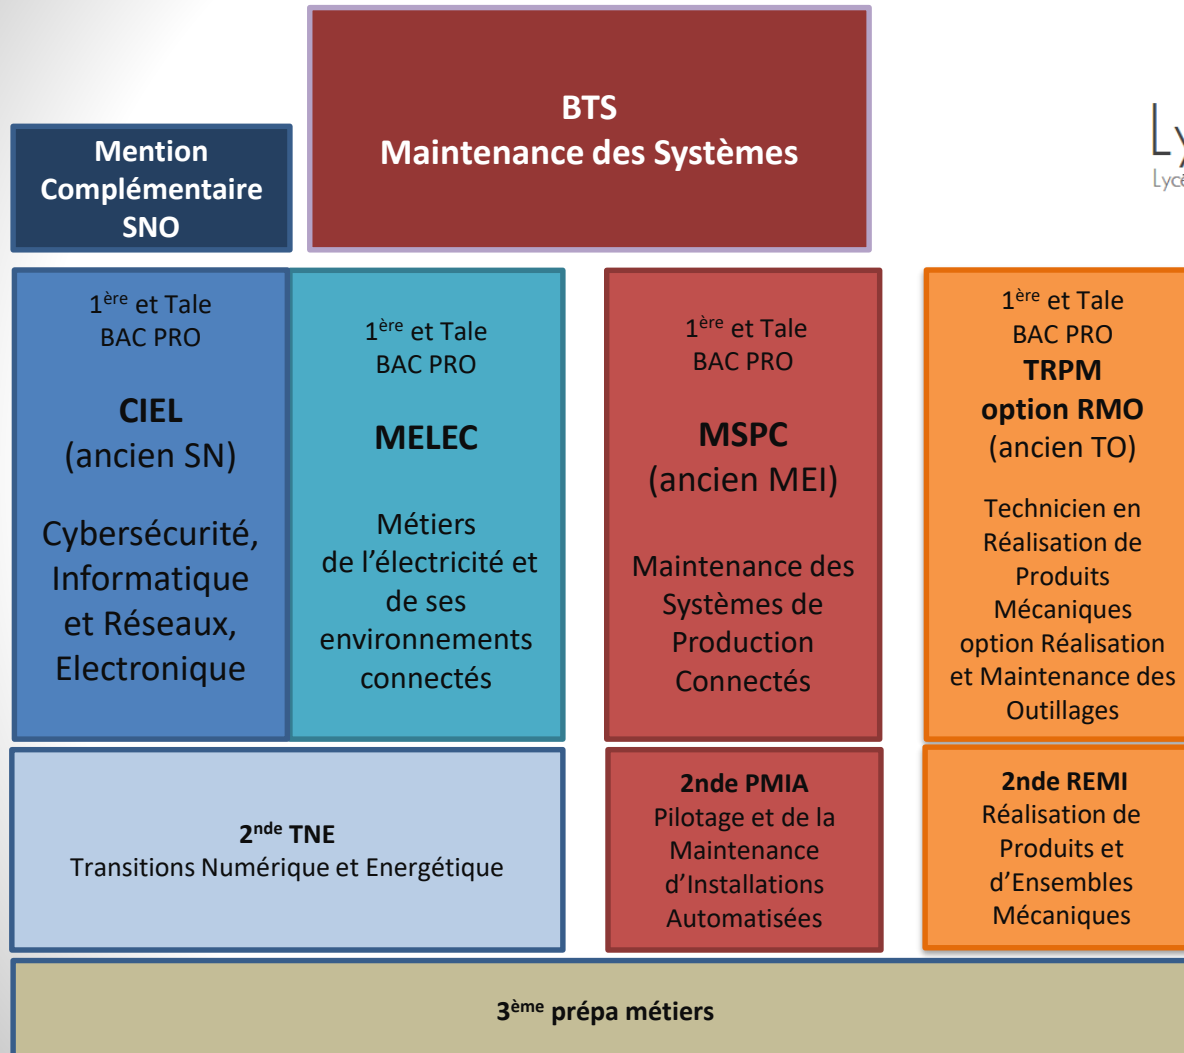 BTS
Maintenance des Systèmes
Mention
Complémentaire
SNO
Ly
Lycé
1ère et Tale
BAC PRO
CIEL
(ancien SN)
Cybersécurité,
Informatique
et Réseaux,
Electronique
1ère et Tale
BAC PRO
MELEC
Métiers
de l’électricité et
de ses
environnements
connectés
1ère et Tale
BAC PRO
MSPC
(ancien MEI)
Maintenance des
Systèmes de
Production
Connectés
1ère et Tale
BAC PRO
TRPM
option RMO
(ancien TO)
Technicien en
Réalisation de
Produits
Mécaniques
option Réalisation
et Maintenance des
Outillages
2nde TNE
Transitions Numérique et Energétique
2nde PMIA
Pilotage et de la
Maintenance
d’Installations
Automatisées
2nde REMI
Réalisation de
Produits et
d’Ensembles
Mécaniques
3ème prépa métiers